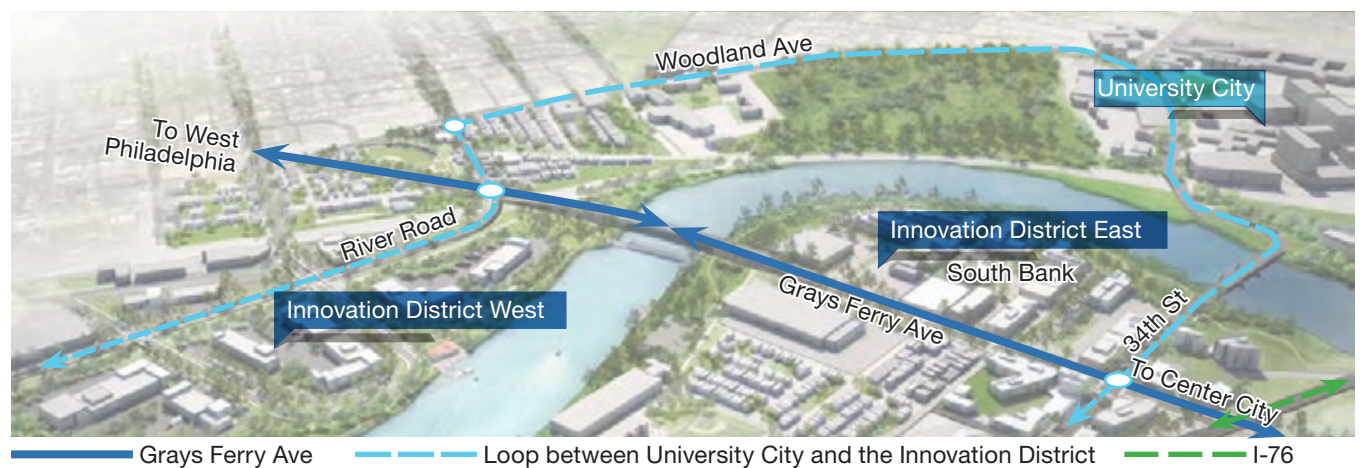 Woodland Ave
University City
To West
Philadelphia
River Road
Innovation District East
South Bank
Innovation District West
Grays Ferry Ave
34th St
To Center City
Grays Ferry Ave
Loop between University City and the Innovation District
I-76